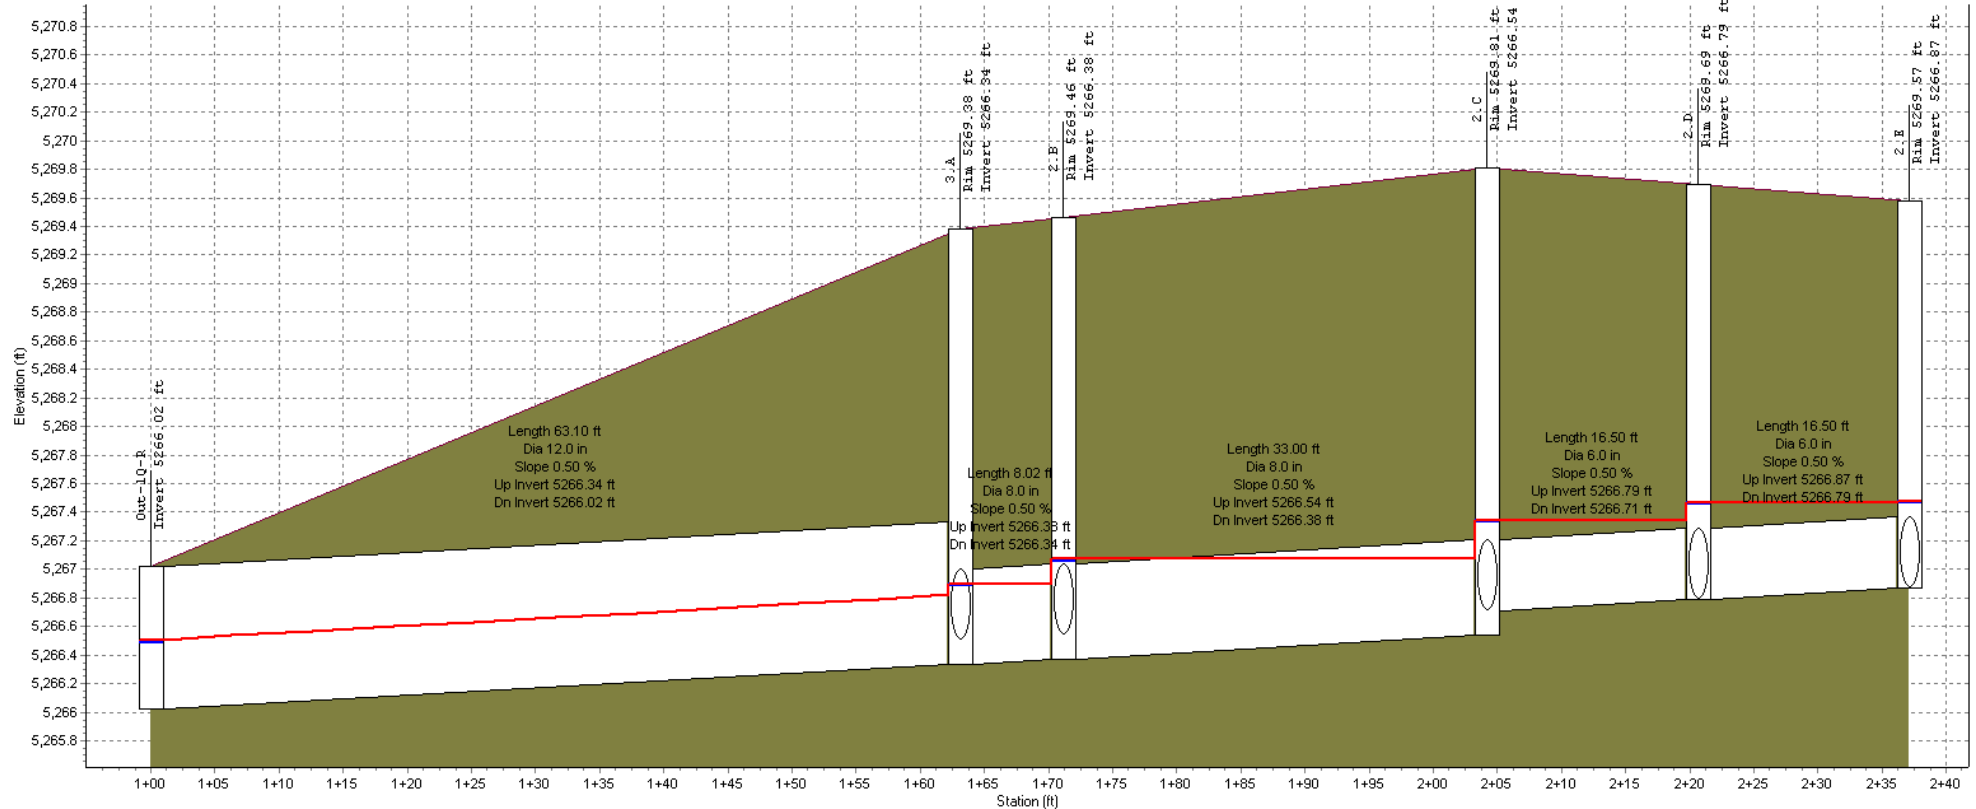 5,270.8
5,270.6
5,270.4
5,270.2
5,270
5,269.8
5,269.6
5,269.4
5,269.2
5,269
5,268.8
5,268.6
5,268.4
5,268.2
5,268
5,267.8
5,267.6
5,267.4
5,267.2
5,267
5,266.8
5,266.6
5,266.4
5,266.2
5,266
5,265.8
Elevation (ft)
Out-1Q-R
Invert 5266.02 ft
Length 63.10 ft
Dia 12.0 in
Slope 0.50 %
Up Invert 5266.34 ft
Dn Invert 5266.02 ft
3.A
Rim 5269.38 ft
Invert 5266.34 ft
Length 8.02 ft
Dia 8.0 in
Slope 0.50 %
Up Invert 5266.38 ft
Dn Invert 5266.34 ft
2.B
Rim 5269.46 ft
Invert 5266.38 ft
Length 33.00 ft
Dia 8.0 in
Slope 0.50 %
Up Invert 5266.54 ft
Dn Invert 5266.38 ft
2.C
Rim 5269.81 ft
Invert 5266.54
Length 16.50 ft
Dia 6.0 in
Slope 0.50 %
Up Invert 5266.79 ft
Dn Invert 5266.71 ft
2.D
Rim 5269.69 ft
Invert 5266.79 ft
Length 16.50 ft
Dia 6.0 in
Slope 0.50 %
Up Invert 5266.87 ft
Dn Invert 5266.79 ft
2.E
Rim 5269.57 ft
Invert 5266.87 ft
1+00 1+05 1+10 1+15 1+20 1+25 1+30 1+35 1+40 1+45 1+50 1+55 1+60 1+65 1+70 1+75 1+80 1+85 1+90 1+95 2+00 2+05 2+10 2+15 2+20 2+25 2+30 2+35 2+40
Station (ft)